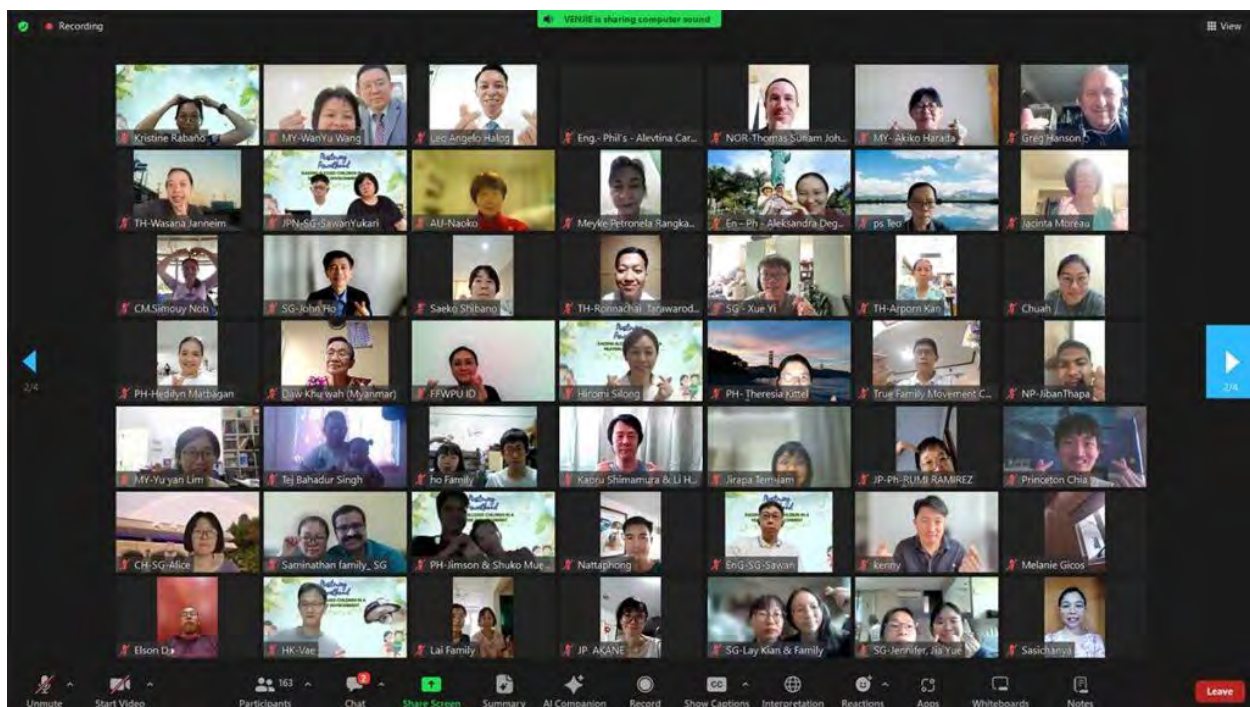 Recording
VENJIE is sharing computer sound
View
Kristine Rabaño
MY-WanYu Wang
Leo Angelo Halog
Eng.- Phil's - Alevtina Car...
NOR-Thomas Sunam Joh...
MY- Akiko Harada
Greg Hanson
TH-Wasana Janneim
JPN-SG-SawanYukari
AU-Naoko
Meyke Petronela Rangka...
En - Ph - Aleksandra Deg...
ps Teo
Jacinta Moreau
CM.Simouy Nob
SG-John Ho
Saeko Shibano
TH-Ronnachai Tarawarod...
SG - Xue Yi
TH-Arporn Kan
Chuah
2/4
PH-Hedilyn Matbagan
Daw Khu wah (Myanmar)
FFWPU ID
Hiromi Silong
PH- Theresia Kittel
True Family Movement C...
NP-JibanThapa
2/4
MY-Yu yan Lim
Tej Bahadur Singh
ho Family
Kaoru Shimamura & Li H...
Jirapa Tem-iam
JP-Ph-RUMI RAMIREZ
Princeton Chia
CH-SG-Alice
Saminathan family_ SG
PH-Jimson & Shuko Mue...
Nattaphong
EnG-SG-Sawan
kenny
Melanie Gicos
Elson D
HK-Vae
Lai Family
JP AKANE
SG-Lay Kian & Family
SG-Jennifer, Jia Yue
Sasichanya
Unmute
Start Video
Participants
163
Chat
2
Share Screen
Summary
AI Companion
Record
CC
Show Captions
Interpretation
Reactions
Apps
Whiteboards
Notes
Leave